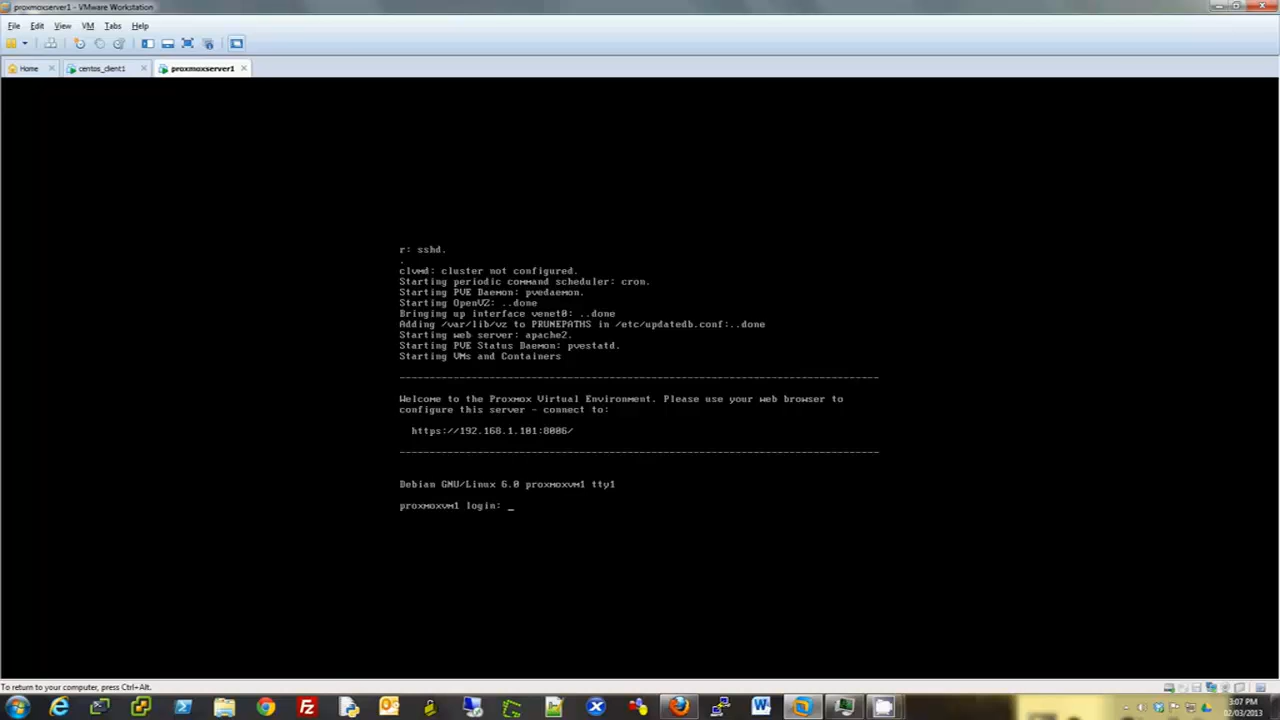 proxmoxserver1 - VMware Workstation
File Edit View VM Tabs Help
Home centos_client1 proxmoxserver1
r: sshd.
.
clvmd: cluster not configured.
Starting periodic command scheduler: cron.
Starting PVE Daemon: pvedaemon.
Starting OpenVZ: ..done
Bringing up interface venet0: ..done
Adding /var/lib/vz to PRUNEPATHS in /etc/updatedb.conf:..done
Starting web server: apache2.
Starting PVE Status Daemon: pvestatd.
Starting VMs and Containers
--------------------------------------------------------------------------------
Welcome to the Proxmox Virtual Environment. Please use your web browser to
configure this server - connect to:
https://192.168.1.101:8006/
--------------------------------------------------------------------------------
Debian GNU/Linux 6.0 proxmoxvm1 tty1
proxmoxvm1 login: _
To return to your computer, press Ctrl+Alt.
3:07 PM
02/03/2013